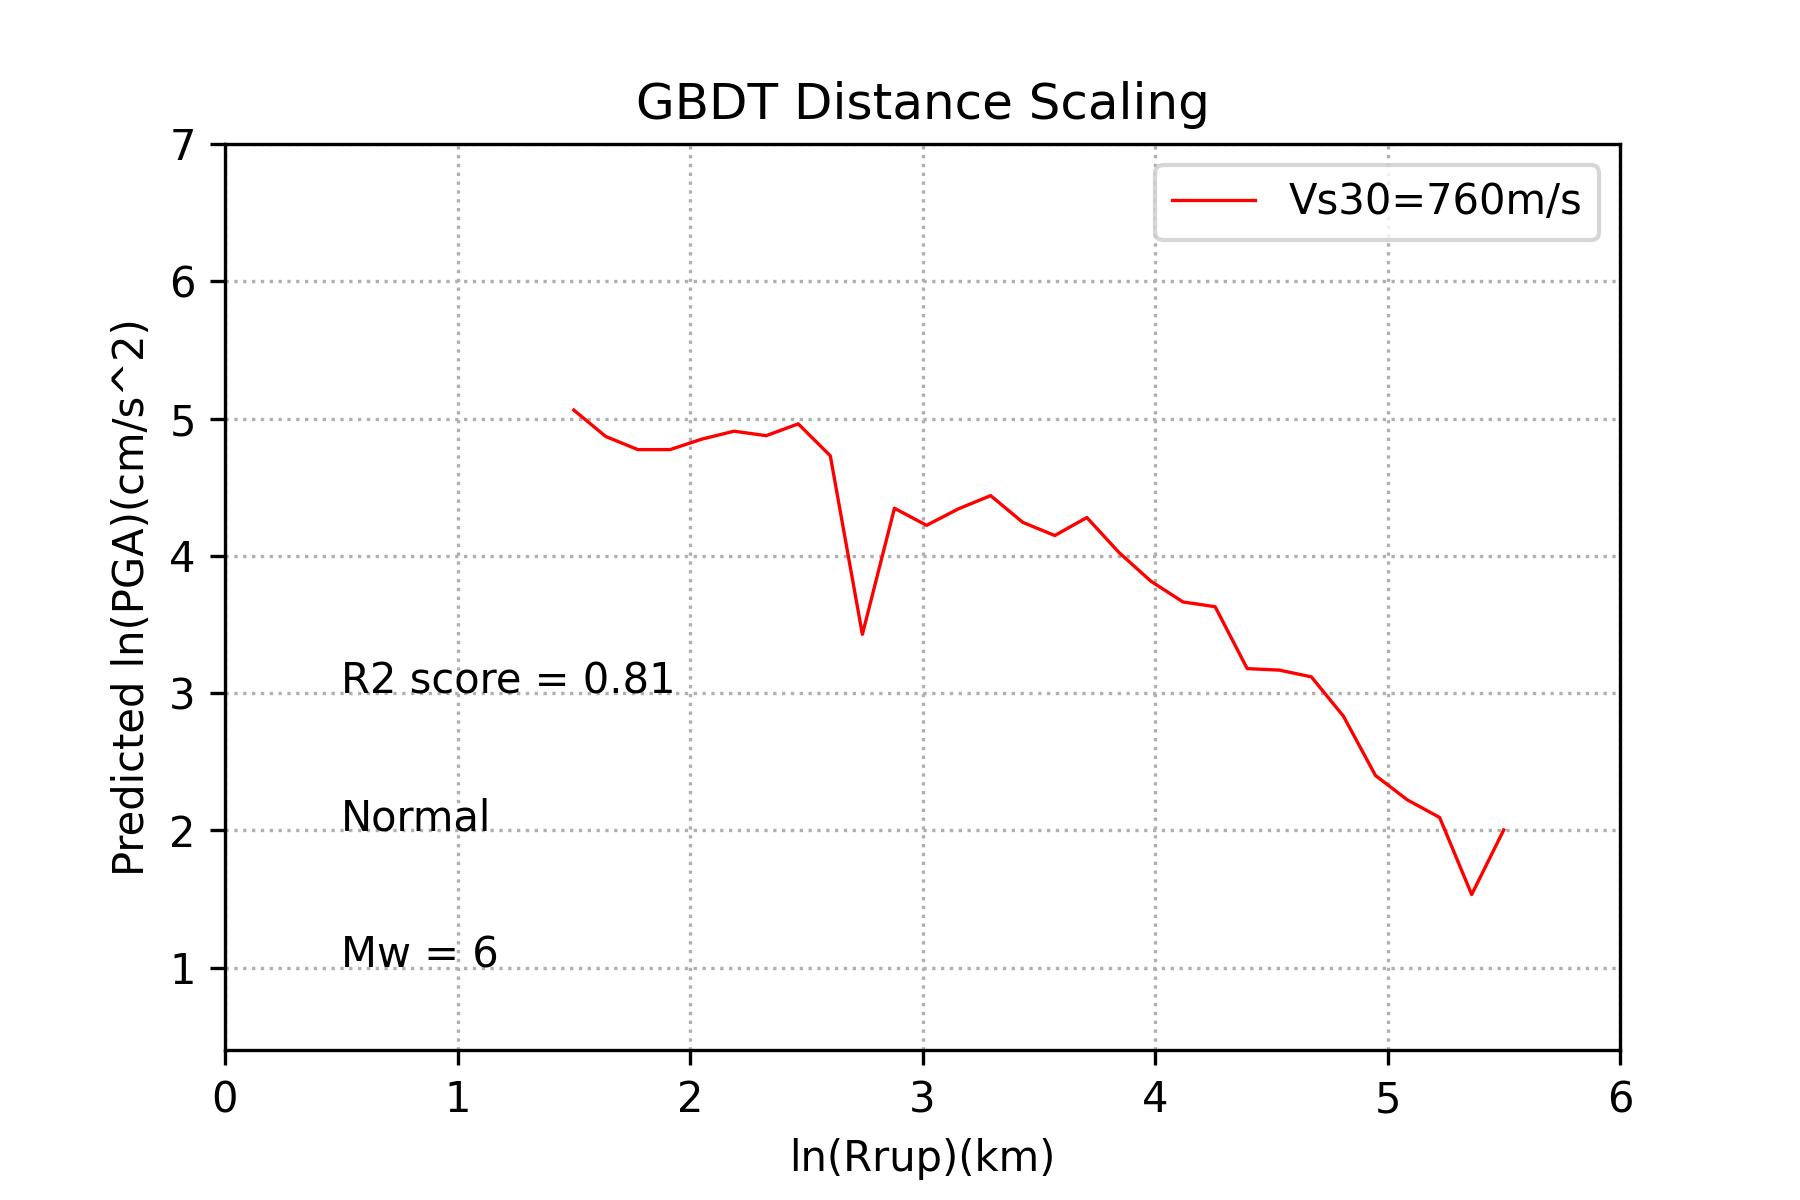 GBDT Distance Scaling
7
6
5
4
3
2
1
Predicted ln(PGA)(cm/s^2)
Vs30=760m/s
R2 score = 0.81
Normal
Mw = 6
0 1 2 3 4 5 6
ln(Rrup)(km)